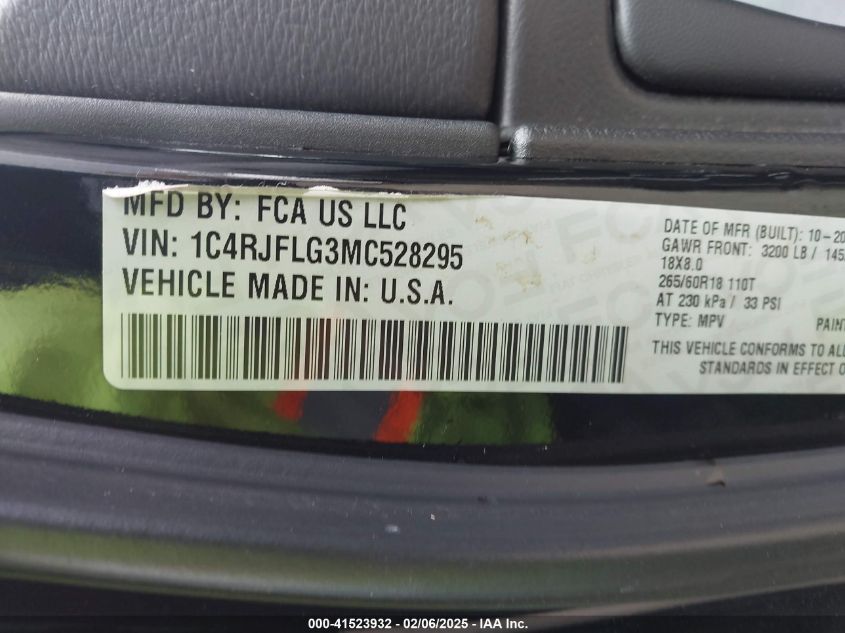 MFD BY: FCA US LLC
VIN: 1C4RJFLG3MC528295
VEHICLE MADE IN: U.S.A.
DATE OF MFR (BUILT): 10-20
GAWR FRONT: 3200 LB / 145
18X8.0
265/60R18 110T
AT 230 kPa / 33 PSI
TYPE: MPV PAINT
THIS VEHICLE CONFORMS TO ALL
STANDARDS IN EFFECT O
000-41523932 - 02/06/2025 - IAA Inc.